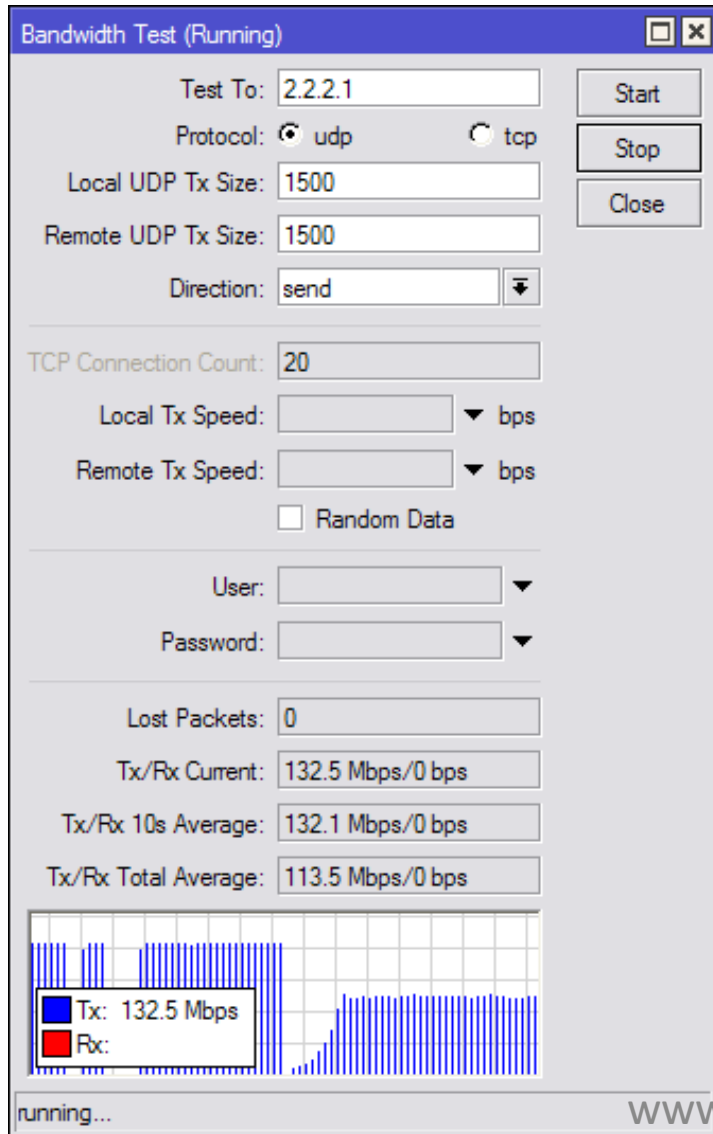 Bandwidth Test (Running)
Test To: 2.2.2.1
Start
Protocol: udp tcp
Stop
Local UDP Tx Size: 1500
Close
Remote UDP Tx Size: 1500
Direction: send
TCP Connection Count: 20
Local Tx Speed: bps
Remote Tx Speed: bps
Random Data
User:
Password:
Lost Packets: 0
Tx/Rx Current: 132.5 Mbps/0 bps
Tx/Rx 10s Average: 132.1 Mbps/0 bps
Tx/Rx Total Average: 113.5 Mbps/0 bps
Tx: 132.5 Mbps
Rx:
running...
www